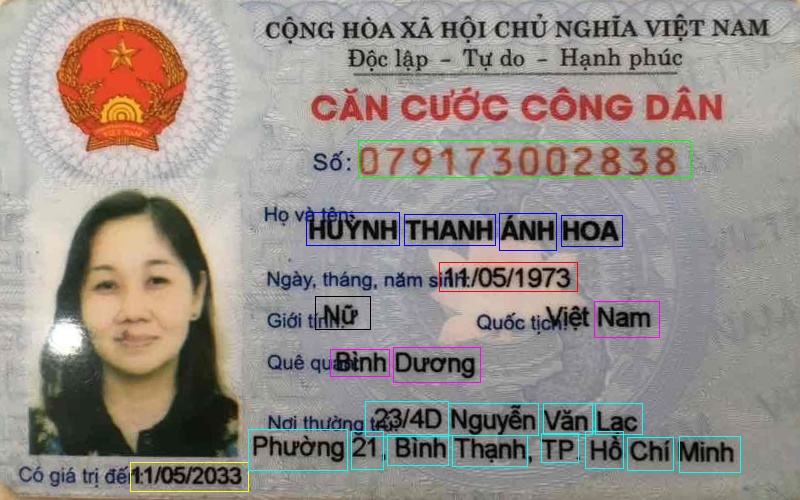 CỘNG HÒA XÃ HỘI CHỦ NGHĨA VIỆT NAM
Độc lập - Tự do - Hạnh phúc
CĂN CƯỚC CÔNG DÂN
Số: 079173002838
Họ và tên: HUỲNH THANH ÁNH HOA
Ngày, tháng, năm sinh: 11/05/1973
Giới tính: Nữ Quốc tịch: Việt Nam
Quê quán: Bình Dương
Nơi thường trú: 23/4D Nguyễn Văn Lạc
Phường 21, Bình Thạnh, TP. Hồ Chí Minh
Có giá trị đến 11/05/2033
VIỆT NAM